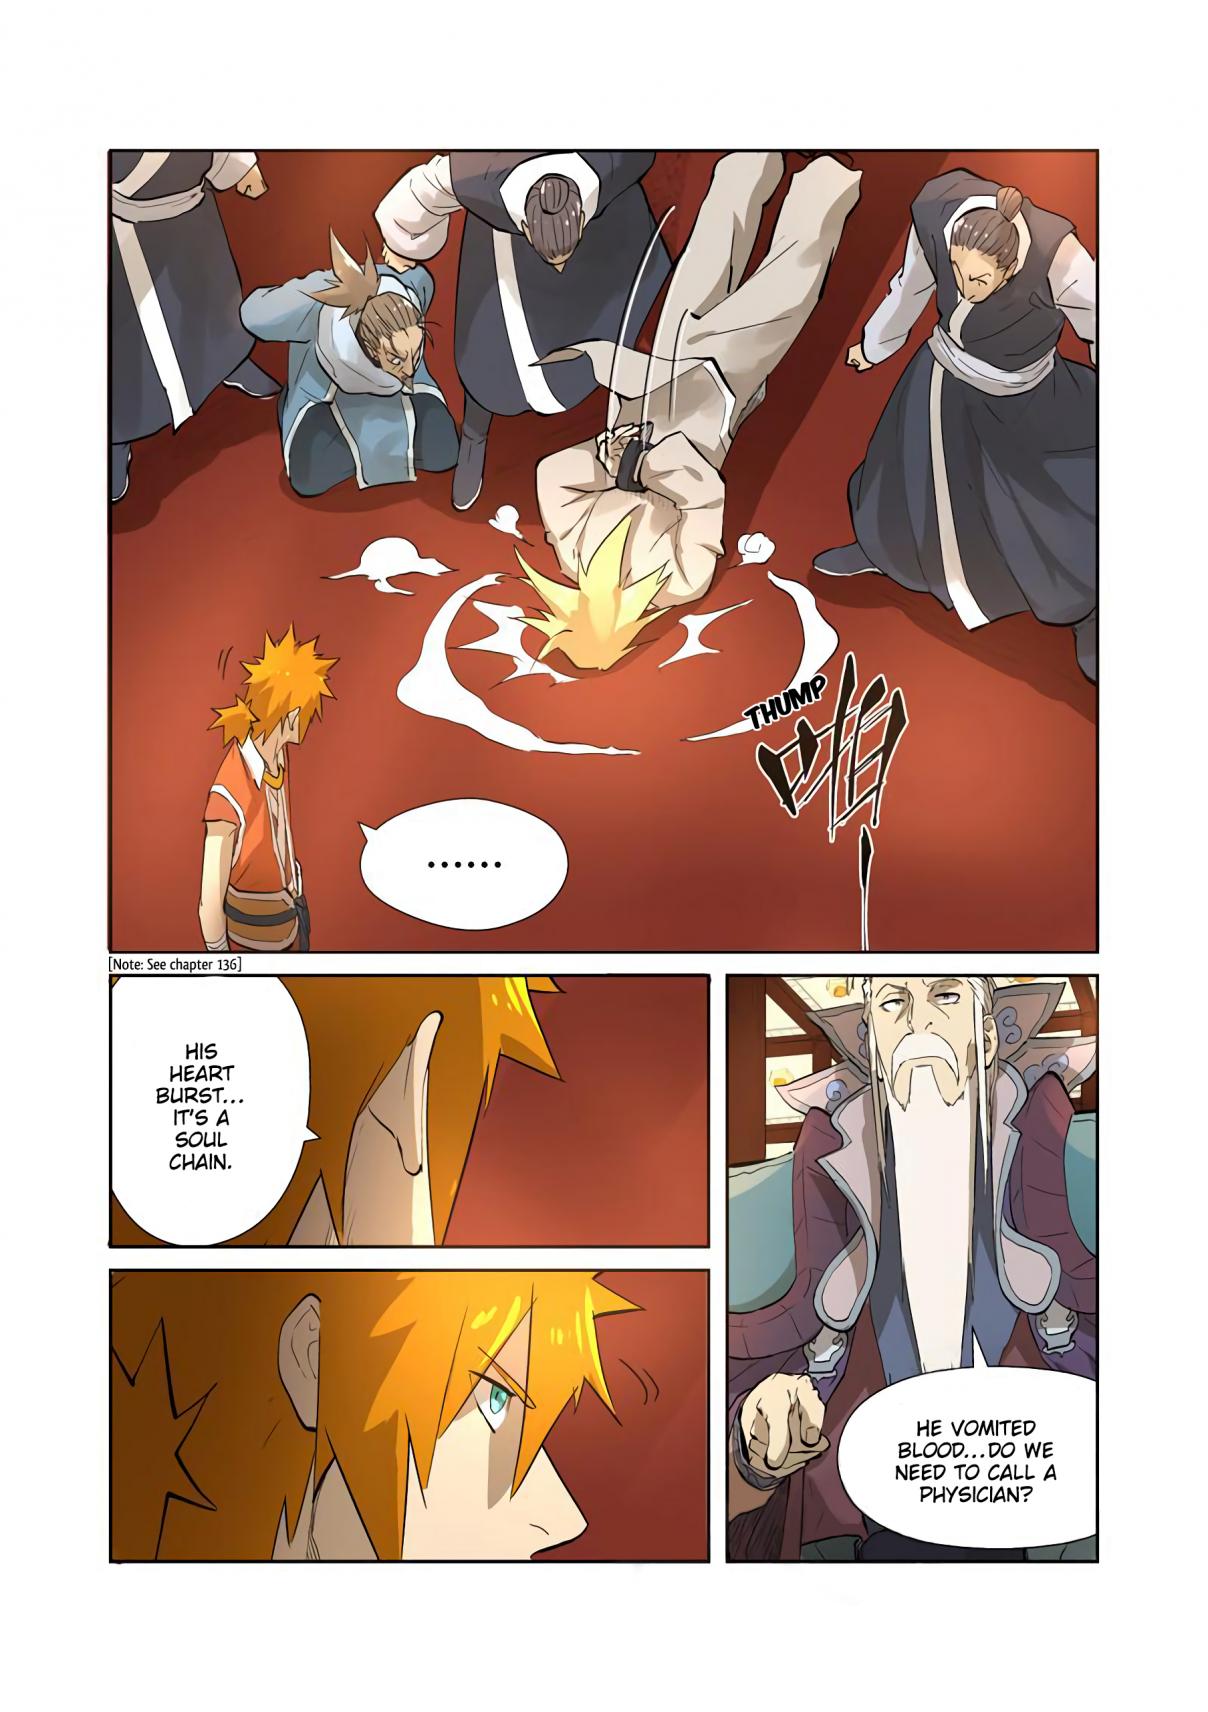 THUMP
咱
......
[Note: See chapter 136]
HIS
HEART
BURST...
IT'S A
SOUL
CHAIN.
HE VOMITED
BLOOD...DO WE
NEED TO CALL A
PHYSICIAN?